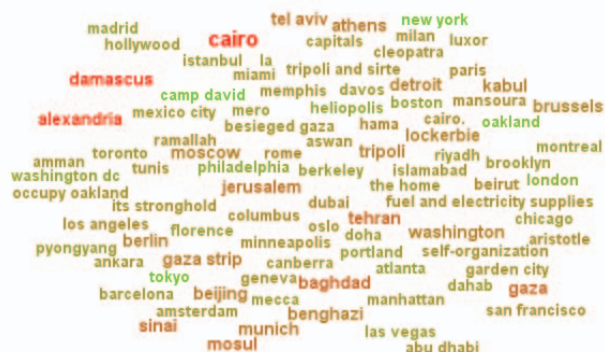 tel aviv athens new york
madrid capitals milan luxor
hollywood cairo cleopatra
istanbul la
miami tripoli and sirte paris
damascus detroit kabul
camp david memphis davos
mexico city mero heliopolis boston mansoura brussels
alexandria besieged gaza hama cairo. oakland
ramallah aswan lockerbie montreal
amman toronto moscow rome tripoli riyadh brooklyn
washington dc tunis philadelphia berkeley islamabad
occupy oakland jerusalem the home beirut london
its stronghold dubai fuel and electricity supplies
los angeles columbus tehran chicago
florence oslo doha washington aristotle
pyongyang berlin minneapolis portland self-organization
ankara gaza strip canberra atlanta garden city
tokyo geneva baghdad dahab gaza
barcelona beijing mecca manhattan san francisco
amsterdam benghazi
sinai munich las vegas
mosul abu dhabi